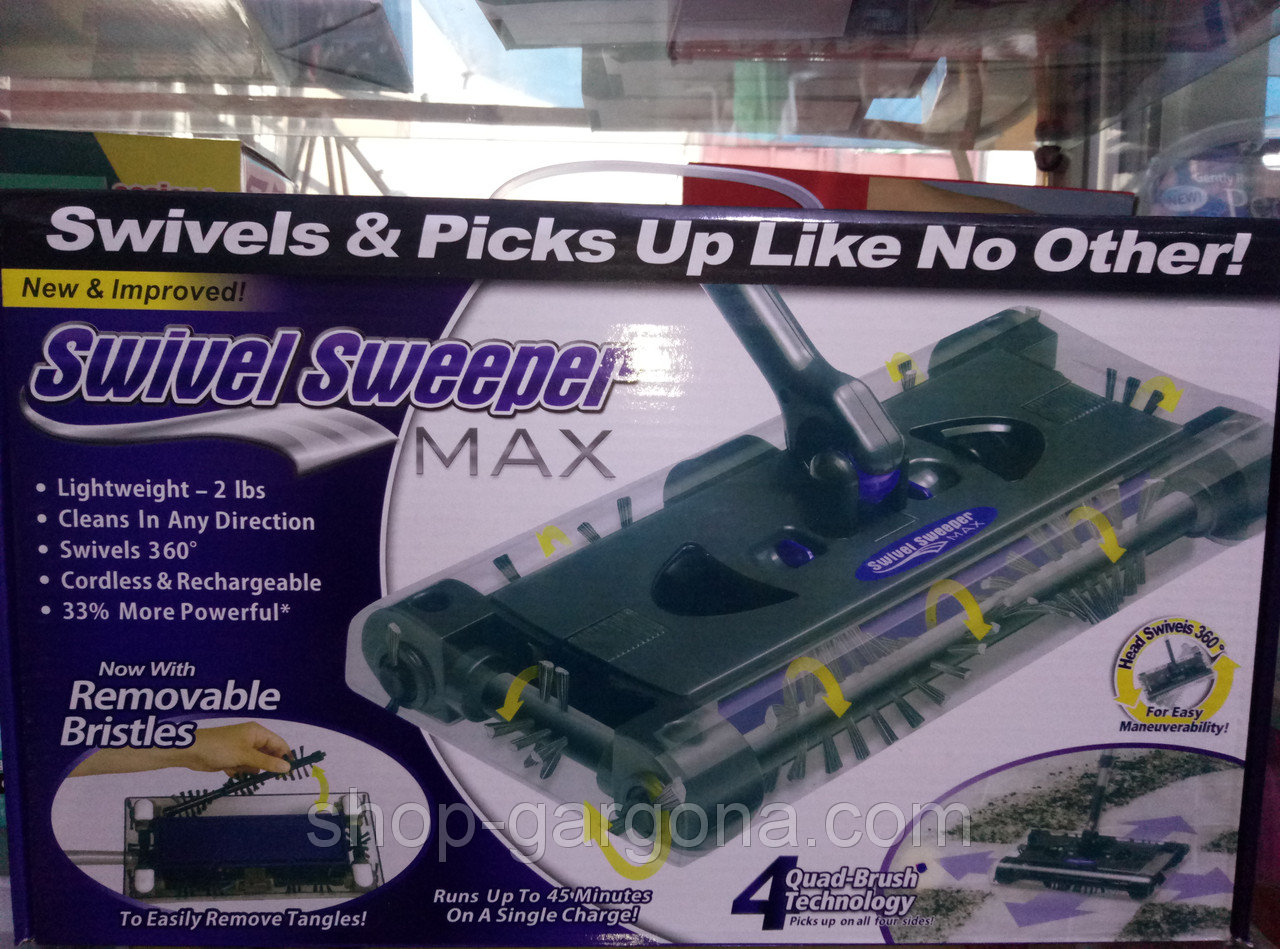 Gently
NEW
Swivels & Picks Up Like No Other!
New & Improved!
Swivel Sweeper
MAX
• Lightweight – 2 lbs
• Cleans In Any Direction
• Swivels 360°
• Cordless & Rechargeable
• 33% More Powerful*
Now With
Removable
Bristles
To Easily Remove Tangles!
Swivel Sweeper
MAX
Head Swivels 360°
For Easy
Maneuverability!
shop-gargona.com
Runs Up To 45 Minutes
On A Single Charge!
4 Quad-Brush
Technology
Picks up on all four sides!